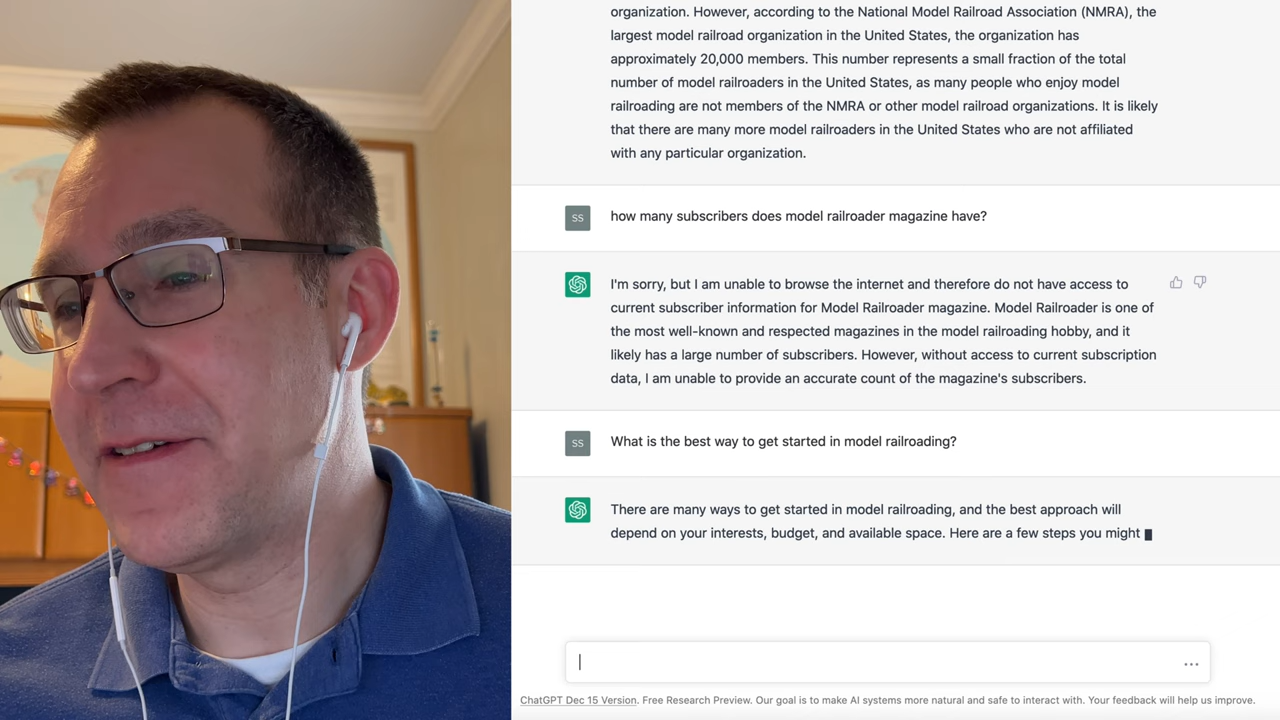 organization. However, according to the National Model Railroad Association (NMRA), the
largest model railroad organization in the United States, the organization has
approximately 20,000 members. This number represents a small fraction of the total
number of model railroaders in the United States, as many people who enjoy model
railroading are not members of the NMRA or other model railroad organizations. It is likely
that there are many more model railroaders in the United States who are not affiliated
with any particular organization.
SS
how many subscribers does model railroader magazine have?
I'm sorry, but I am unable to browse the internet and therefore do not have access to
current subscriber information for Model Railroader magazine. Model Railroader is one of
the most well-known and respected magazines in the model railroading hobby, and it
likely has a large number of subscribers. However, without access to current subscription
data, I am unable to provide an accurate count of the magazine's subscribers.
SS
What is the best way to get started in model railroading?
There are many ways to get started in model railroading, and the best approach will
depend on your interests, budget, and available space. Here are a few steps you might
ChatGPT Dec 15 Version. Free Research Preview. Our goal is to make AI systems more natural and safe to interact with. Your feedback will help us improve.